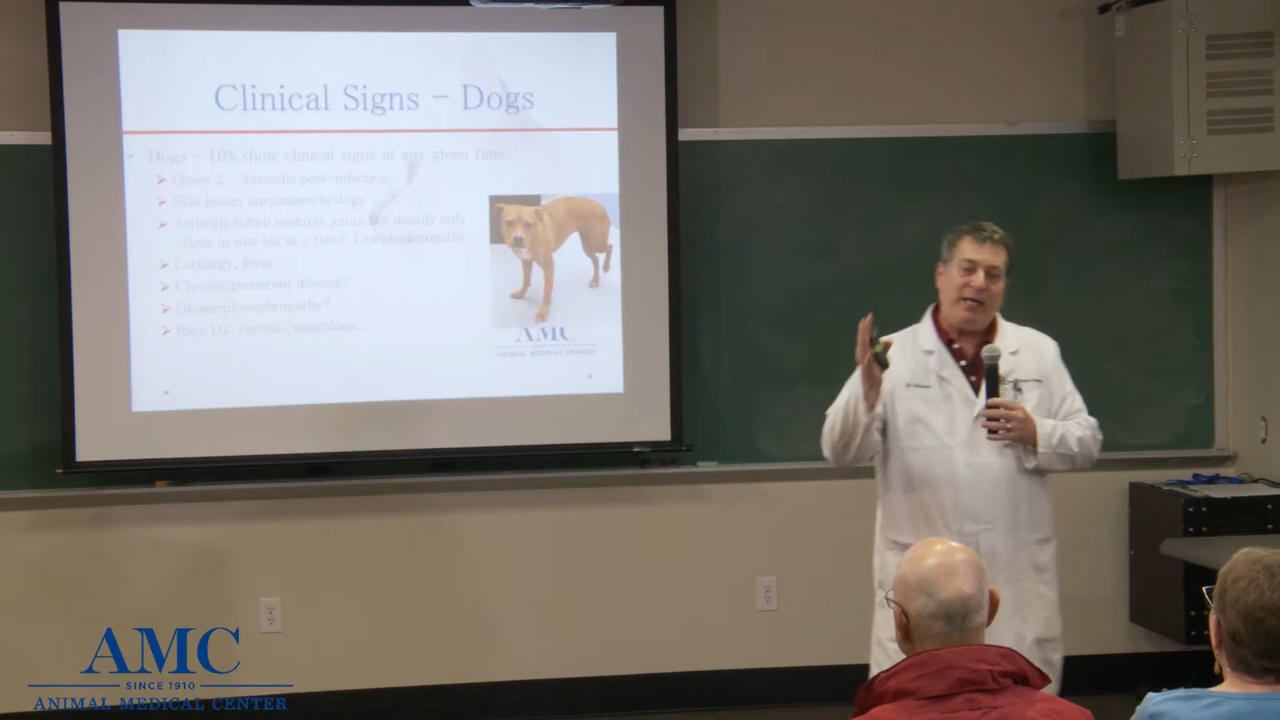 Clinical Signs - Dogs
Dogs - 10% show clinical signs at any given time
Onset 2 - 5months post-infection
Skin lesions uncommon in dogs
Arthritis (often multiple joints but usually only
lame in one leg at a time), Lymphadenopathy
Lethargy, fever
Chronic recurrent disease?
Glomerulonephropathy?
Rare Dz: cardiac, neurologic
AMC
ANIMAL MEDICAL CENTER
AMC
SINCE 1910
ANIMAL MEDICAL CENTER